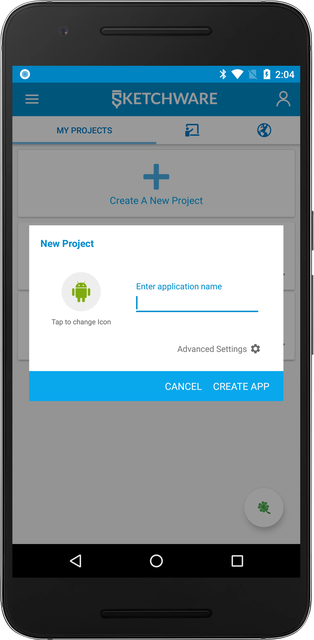 2:04
SKETCHWARE
MY PROJECTS
Create A New Project
New Project
Enter application name
Tap to change Icon
Advanced Settings
CANCEL CREATE APP